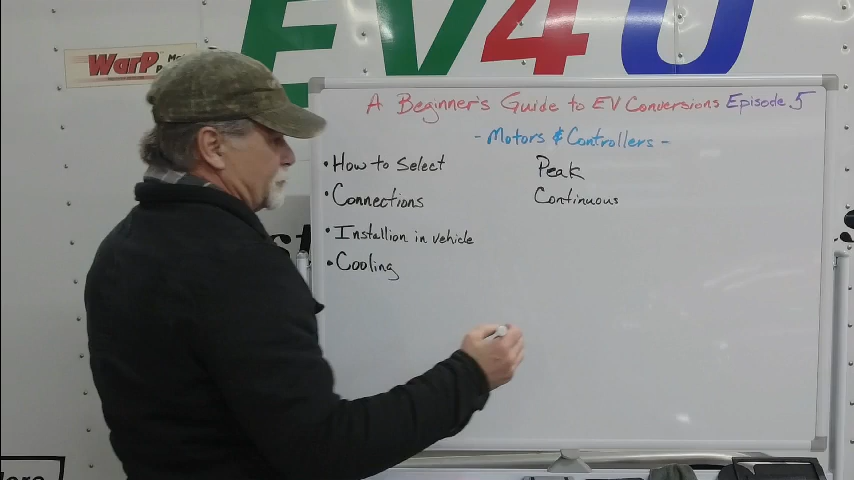 EV4U
WarP Mo
A Beginner's Guide to EV Conversions Episode 5
- Motors & Controllers -
• How to Select
Peak
• Connections
Continuous
• Installion in vehicle
• Cooling